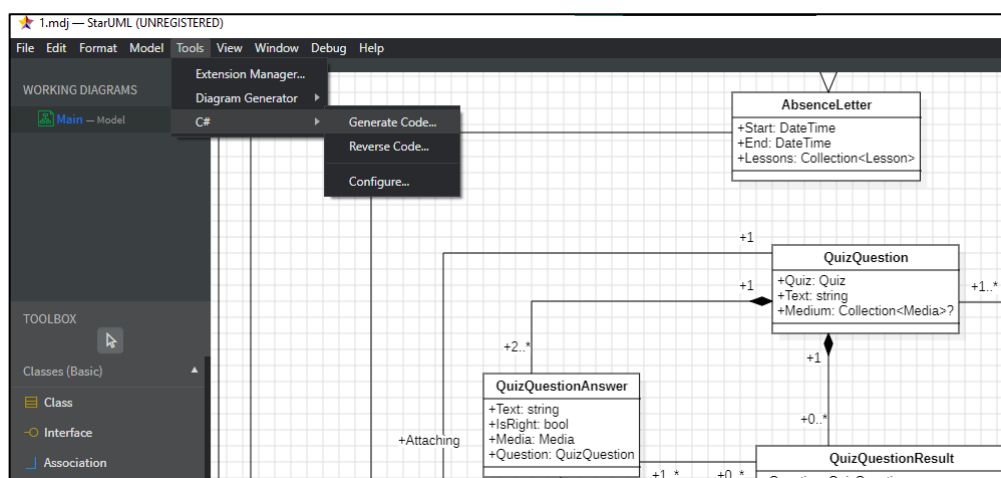 1.mdj — StarUML (UNREGISTERED)
File Edit Format Model Tools View Window Debug Help
Extension Manager...
Diagram Generator
C#
Generate Code...
Reverse Code...
Configure...
WORKING DIAGRAMS
Main — Model
TOOLBOX
Classes (Basic)
Class
Interface
Association
AbsenceLetter
+Start: DateTime
+End: DateTime
+Lessons: Collection<Lesson>
+1
QuizQuestion
+Quiz: Quiz
+Text: string
+Medium: Collection<Media>?
+1
+1..*
+2..*
+1
QuizQuestionAnswer
+Text: string
+IsRight: bool
+Media: Media
+Question: QuizQuestion
+Attaching
+0..*
QuizQuestionResult
+1..*
+0..*